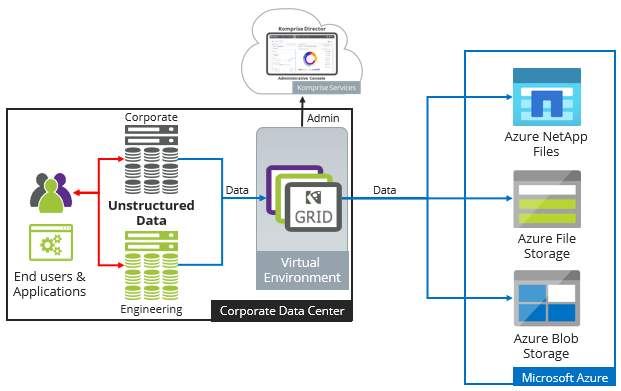 Komprise Director
Administrative Console
Komprise Services
Admin
Corporate
Unstructured
Data
Engineering
End users &
Applications
Data
GRID
Virtual
Environment
Corporate Data Center
Data
Azure NetApp
Files
Azure File
Storage
Azure Blob
Storage
Microsoft Azure